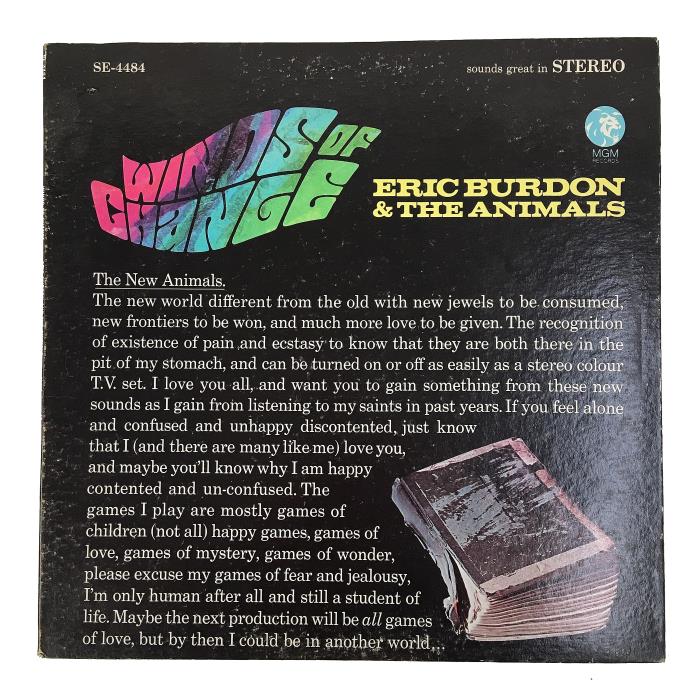 SE-4484
sounds great in STEREO
WINDS OF
CHANGE
MGM
RECORDS
ERIC BURDON
& THE ANIMALS
The New Animals.
The new world different from the old with new jewels to be consumed,
new frontiers to be won, and much more love to be given. The recognition
of existence of pain and ecstasy to know that they are both there in the
pit of my stomach, and can be turned on or off as easily as a stereo colour
T.V. set. I love you all, and want you to gain something from these new
sounds as I gain from listening to my saints in past years. If you feel alone
and confused and unhappy discontented, just know
that I (and there are many like me) love you,
and maybe you'll know why I am happy
contented and un-confused. The
games I play are mostly games of
children (not all) happy games, games of
love, games of mystery, games of wonder,
please excuse my games of fear and jealousy,
I'm only human after all and still a student of
life. Maybe the next production will be all games
of love, but by then I could be in another world...